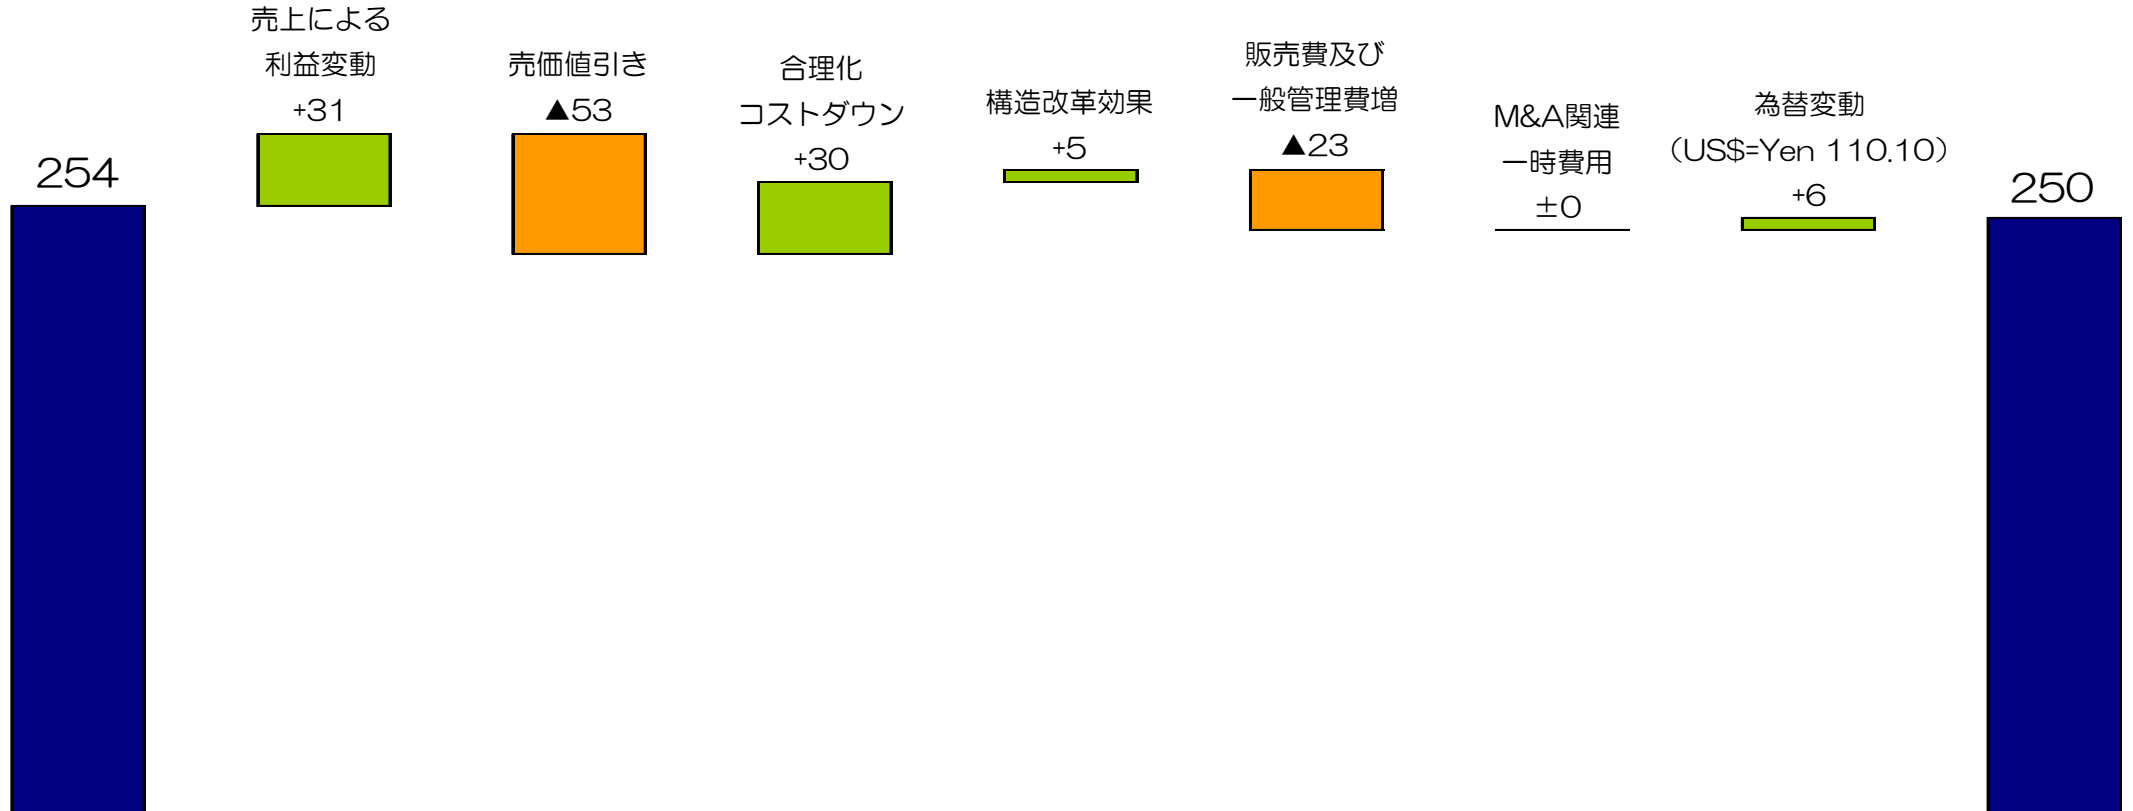 254
売上による
利益変動
+31
売価値引き
▲53
合理化
コストダウン
+30
構造改革効果
+5
販売費及び
一般管理費増
▲23
M&A関連
一時費用
±0
為替変動
（US$=Yen 110.10）
+6
250